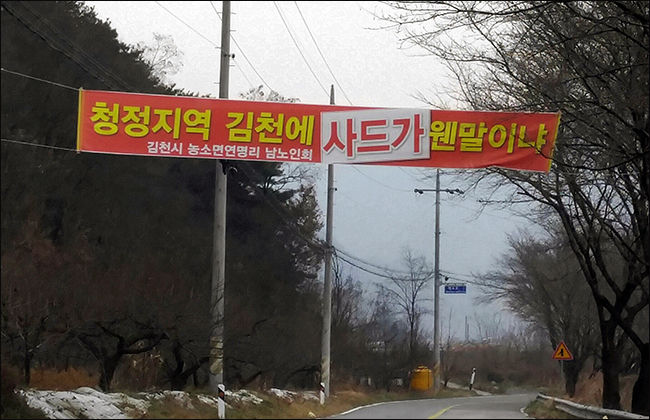 청정지역 김천에 사드가 웬말이냐
김천시 농소면연명리 남노인회